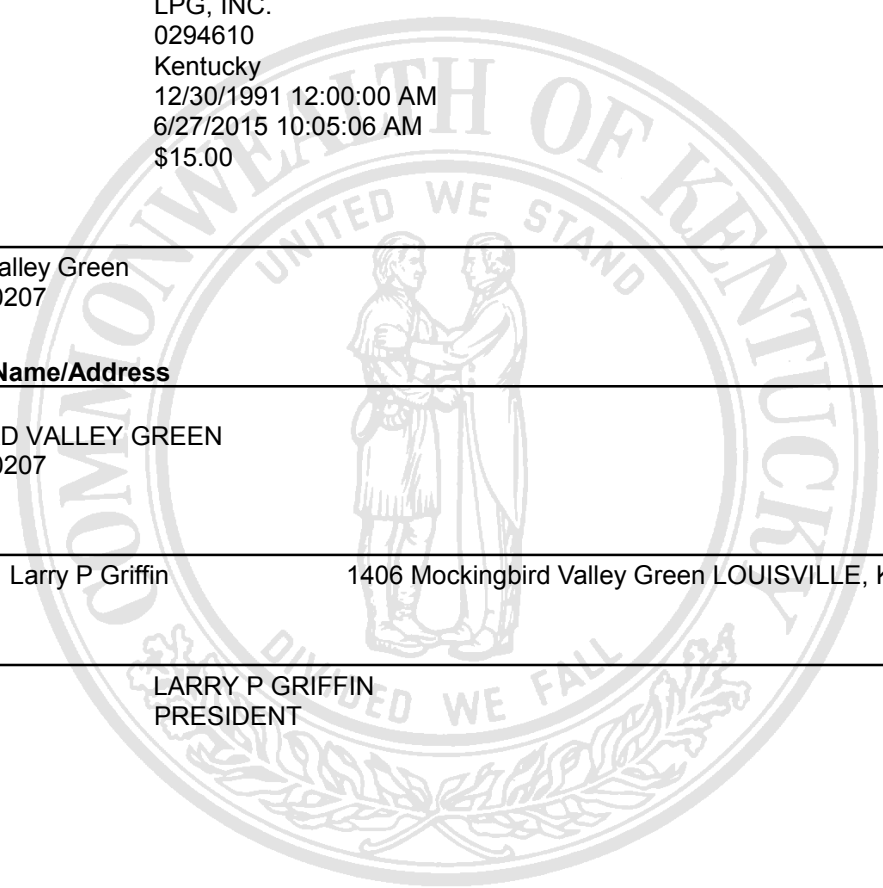 LPG, INC.
0294610
Kentucky
12/30/1991 12:00:00 AM
6/27/2015 10:05:06 AM
$15.00
COMMONWEALTH OF KENTUCKY
UNITED WE STAND
alley Green
0207
Name/Address
D VALLEY GREEN
0207
Larry P Griffin 1406 Mockingbird Valley Green LOUISVILLE, K
DIVIDED WE FALL
LARRY P GRIFFIN
PRESIDENT